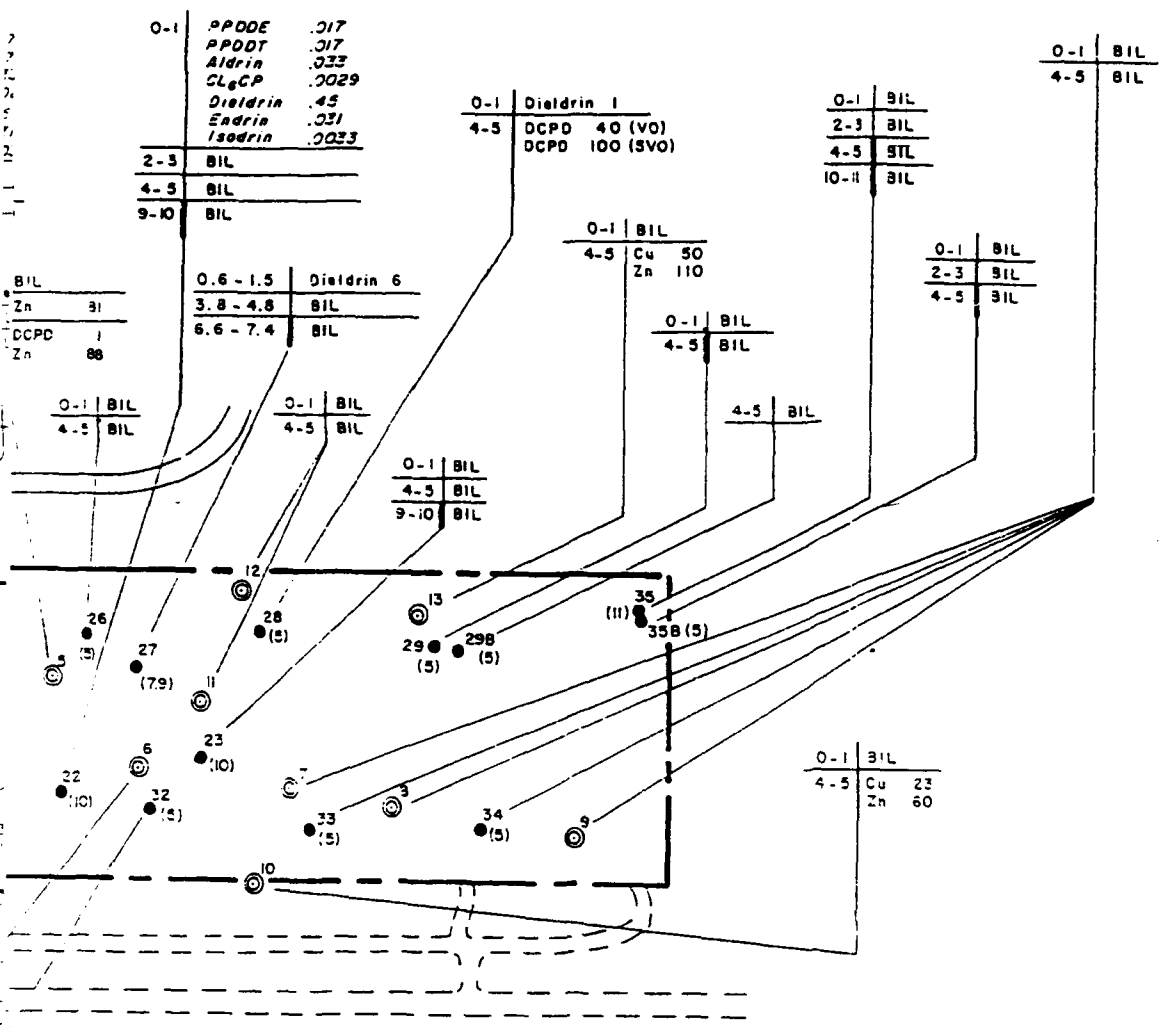 0-1 PPDDE .017
PPDDT .017
Aldrin .033
CL6CP .0029
Dieldrin .45
Endrin .031
Isodrin .0033
2-3 BIL
4-5 BIL
9-10 BIL
0-1 Dieldrin 1
4-5 DCPD 40 (VO)
DCPD 100 (SVO)
0-1 BIL
2-3 BIL
4-5 BIL
10-11 BIL
0-1 BIL
4-5 BIL
0-1 BIL
4-5 Cu 50
Zn 110
0-1 BIL
2-3 BIL
4-5 BIL
BIL
Zn 31
DCPD 1
Zn 88
0.6-1.5 Dieldrin 6
3.8-4.8 BIL
6.6-7.4 BIL
0-1 BIL
4-5 BIL
0-1 BIL
4-5 BIL
0-1 BIL
4-5 BIL
4-5 BIL
0-1 BIL
4-5 BIL
9-10 BIL
12
13
35
(11)
35B (5)
26
(5)
27
(7.9)
28
(5)
29
(5)
29B
(5)
11
23
(10)
6
22
(10)
32
(5)
7
33
(5)
34
(5)
9
10
0-1 BIL
4-5 Cu 23
Zn 60